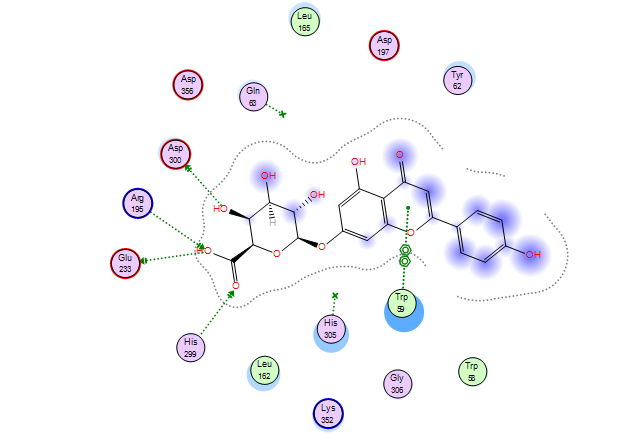 Leu
165
Asp
197
Tyr
62
Asp
356
Gln
63
Asp
300
OH
O
OH
OH
HO
Arg
195
H
HO
O
O
O
OH
Glu
233
O
Trp
59
His
305
His
299
Leu
162
Gly
306
Trp
58
Lys
352